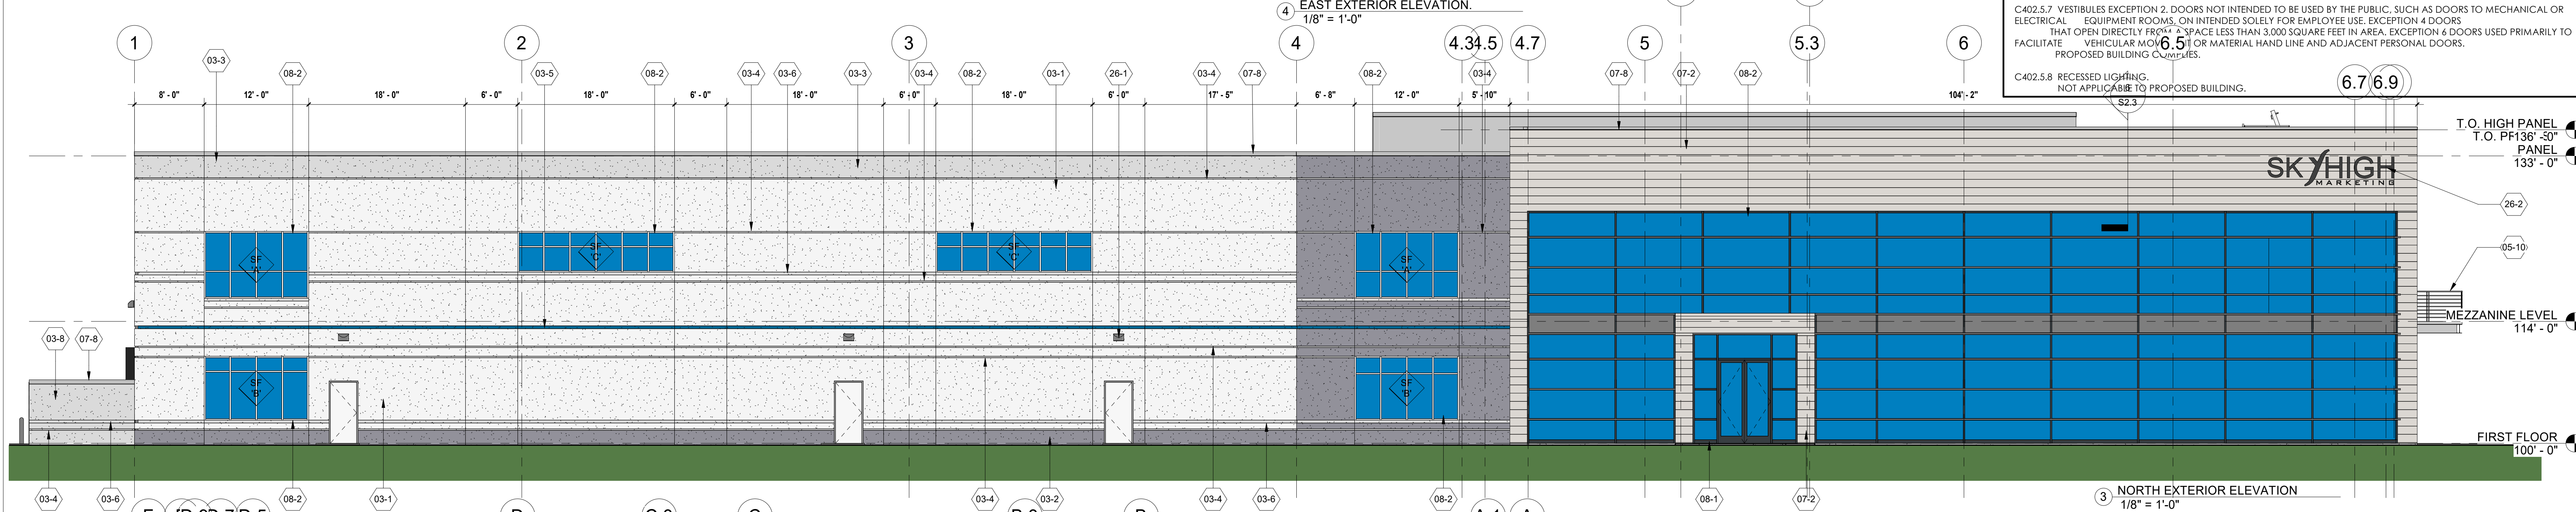 4 EAST EXTERIOR ELEVATION.
1/8" = 1'-0"
C402.5.7 VESTIBULES EXCEPTION 2. DOORS NOT INTENDED TO BE USED BY THE PUBLIC, SUCH AS DOORS TO MECHANICAL OR
ELECTRICAL EQUIPMENT ROOMS, ON INTENDED SOLELY FOR EMPLOYEE USE. EXCEPTION 4 DOORS
THAT OPEN DIRECTLY FROM A SPACE LESS THAN 3,000 SQUARE FEET IN AREA. EXCEPTION 6 DOORS USED PRIMARILY TO
FACILITATE VEHICULAR OR MATERIAL HAND LINE AND ADJACENT PERSONAL DOORS.
PROPOSED BUILDING COMPLIES.
C402.5.8 RECESSED LIGHTING.
NOT APPLICABLE TO PROPOSED BUILDING.
1 2 3 4 4.3 4.5 4.7 5 5.3 6 6.5 6.7 6.9
03-3 08-2 03-5 08-2 03-4 03-6 03-3 03-4 08-2 03-1 26-1 03-4 07-8 08-2 03-4 07-8 07-2 08-2
8' - 0" 12' - 0" 18' - 0" 6' - 0" 18' - 0" 6' - 0" 18' - 0" 6' - 0" 18' - 0" 6' - 0" 17' - 5" 6' - 8" 12' - 0" 5' - 10" 104' - 2"
S2.3
T.O. HIGH PANEL
136' - 0"
T.O.
PANEL
133' - 0"
SKYHIGH
MARKETING
26-2
05-10
SF 'A' SF 'C' SF 'C' SF 'A'
MEZZANINE LEVEL
114' - 0"
03-8 07-8
SF 'B' SF 'B'
FIRST FLOOR
100' - 0"
03-4 03-6 08-2 03-1 03-4 03-2 03-4 03-6 08-2 08-1 07-2
3 NORTH EXTERIOR ELEVATION
1/8" = 1'-0"